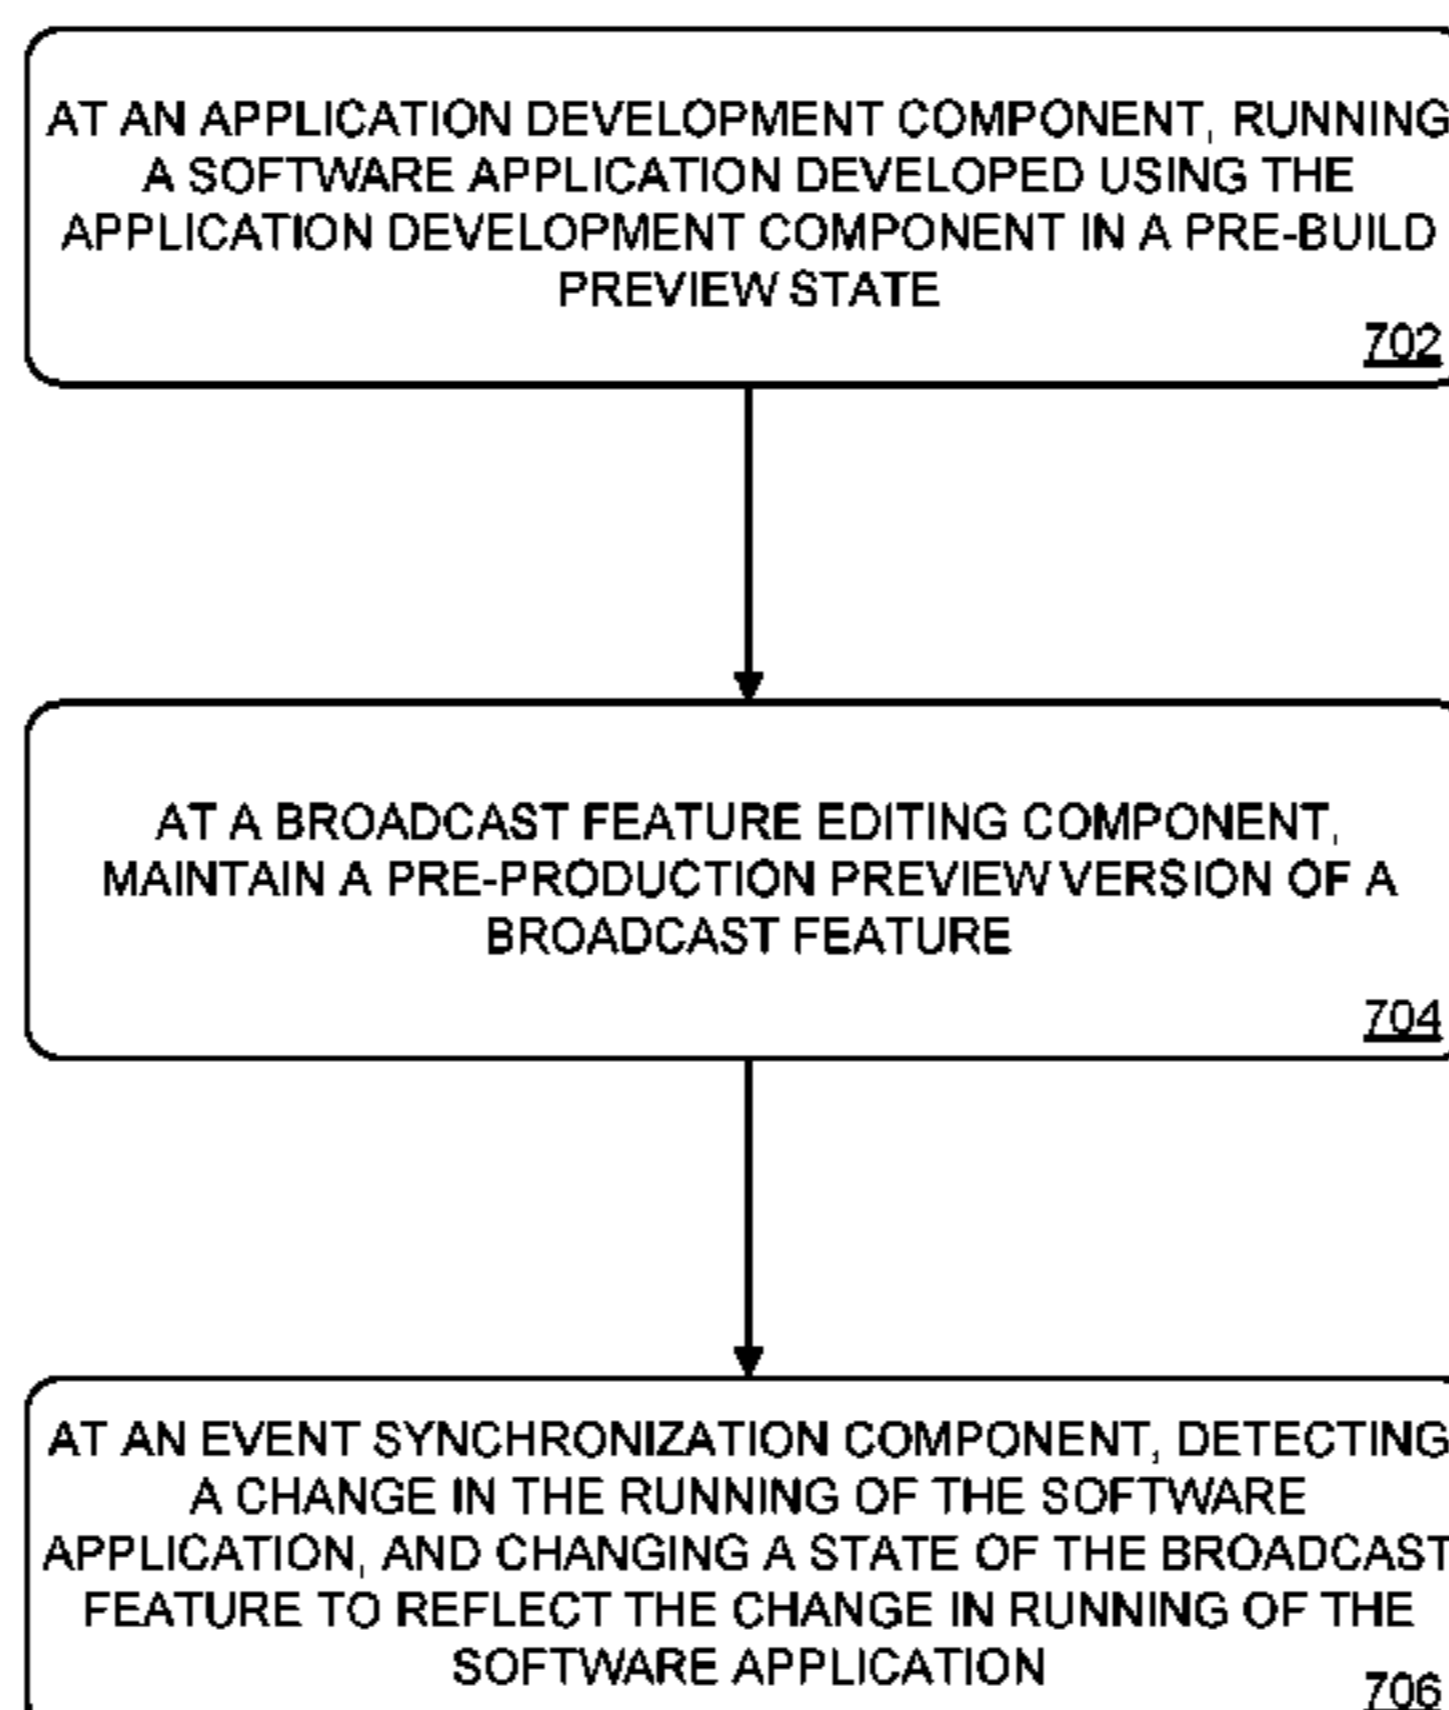 AT AN APPLICATION DEVELOPMENT COMPONENT, RUNNING
A SOFTWARE APPLICATION DEVELOPED USING THE
APPLICATION DEVELOPMENT COMPONENT IN A PRE-BUILD
PREVIEW STATE
702
AT A BROADCAST FEATURE EDITING COMPONENT,
MAINTAIN A PRE-PRODUCTION PREVIEW VERSION OF A
BROADCAST FEATURE
704
AT AN EVENT SYNCHRONIZATION COMPONENT, DETECTING
A CHANGE IN THE RUNNING OF THE SOFTWARE
APPLICATION, AND CHANGING A STATE OF THE BROADCAST
FEATURE TO REFLECT THE CHANGE IN RUNNING OF THE
SOFTWARE APPLICATION
706